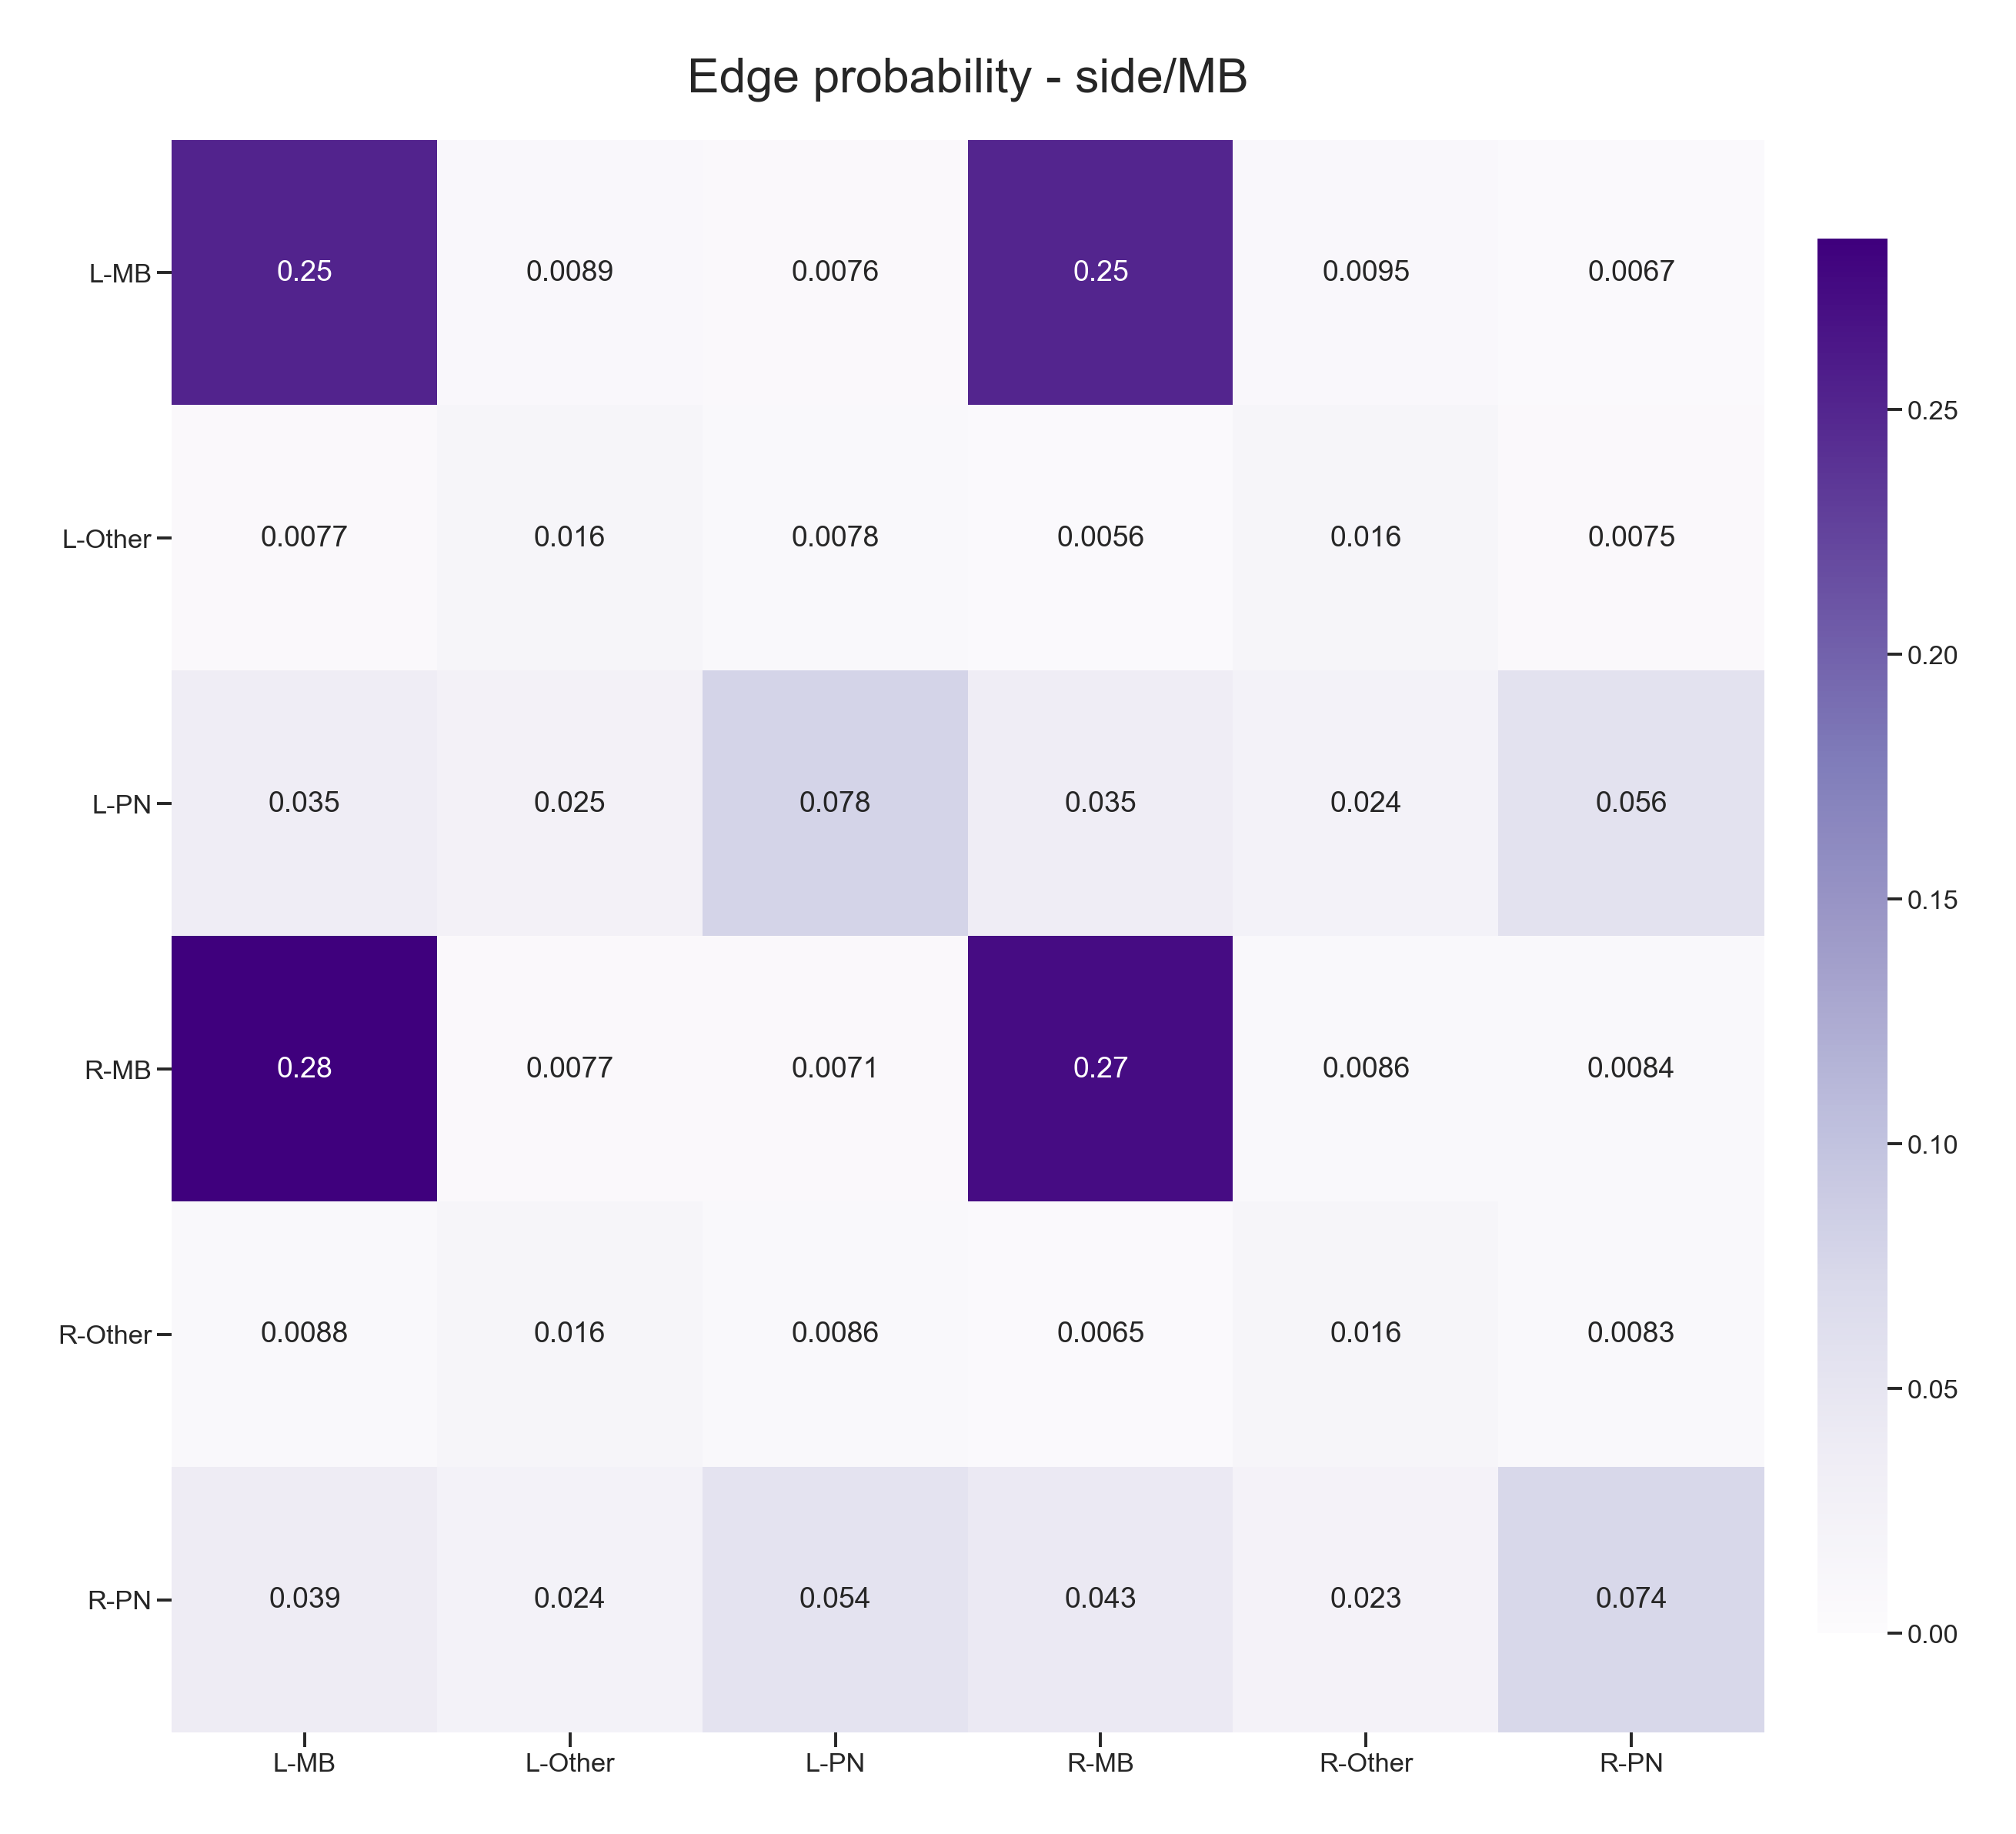 Edge probability - side/MB
L-MB 0.25 0.0089 0.0076 0.25 0.0095 0.0067
L-Other 0.0077 0.016 0.0078 0.0056 0.016 0.0075
L-PN 0.035 0.025 0.078 0.035 0.024 0.056
R-MB 0.28 0.0077 0.0071 0.27 0.0086 0.0084
R-Other 0.0088 0.016 0.0086 0.0065 0.016 0.0083
R-PN 0.039 0.024 0.054 0.043 0.023 0.074
L-MB L-Other L-PN R-MB R-Other R-PN
0.25
0.20
0.15
0.10
0.05
0.00